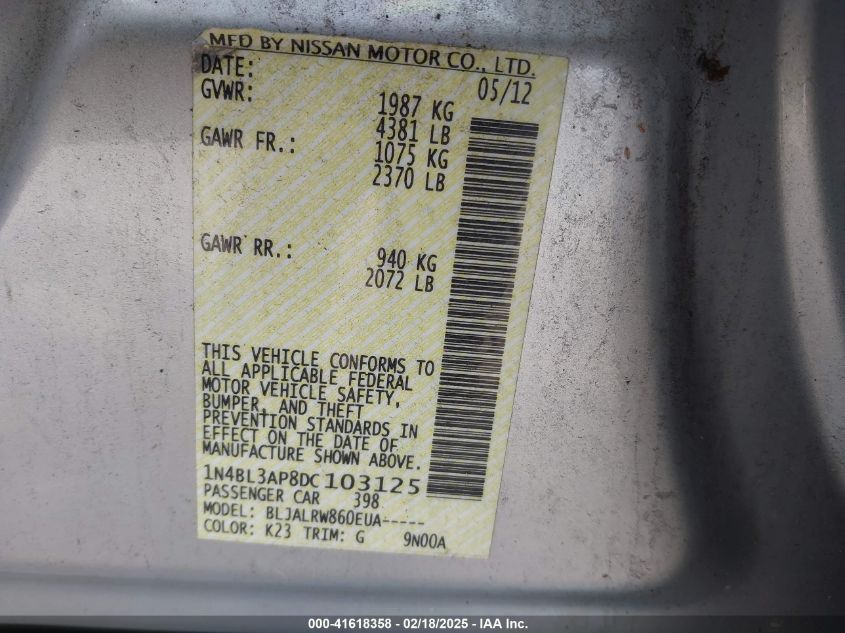 MFD BY NISSAN MOTOR CO., LTD.
DATE: 05/12
GVWR: 1987 KG
4381 LB
GAWR FR.: 1075 KG
2370 LB
GAWR RR.: 940 KG
2072 LB
THIS VEHICLE CONFORMS TO
ALL APPLICABLE FEDERAL
MOTOR VEHICLE SAFETY,
BUMPER, AND THEFT
PREVENTION STANDARDS IN
EFFECT ON THE DATE OF
MANUFACTURE SHOWN ABOVE.
1N4BL3AP8DC103125
PASSENGER CAR 398
MODEL: BLJALRW860EUA-----
COLOR: K23 TRIM: G 9N00A
000-41618358 - 02/18/2025 - IAA Inc.